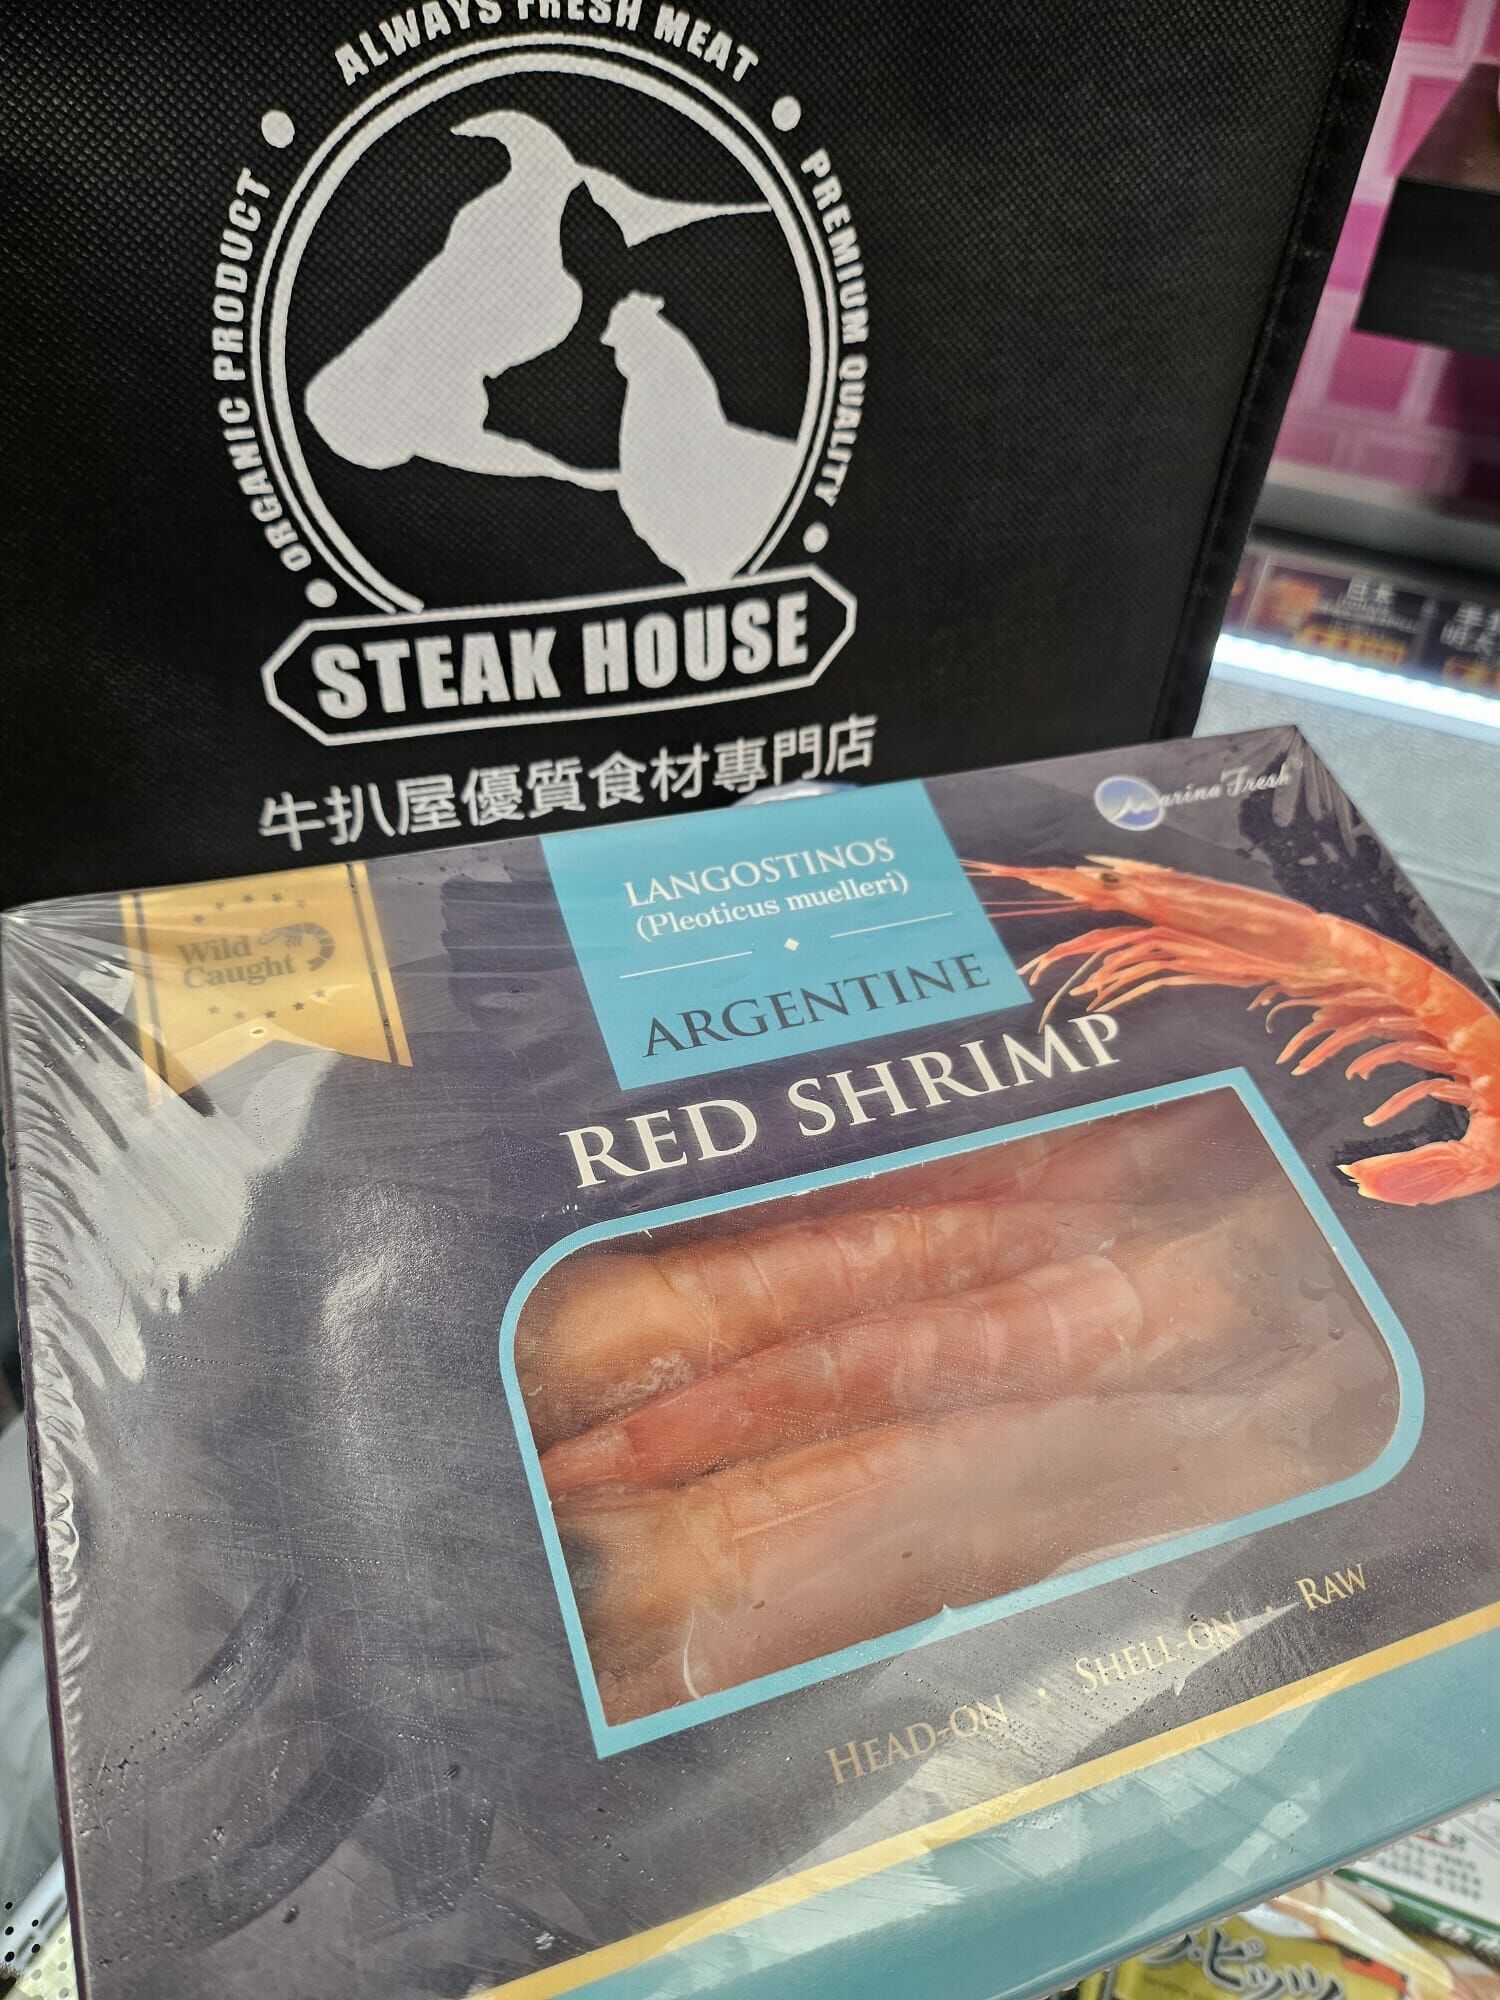 ALWAYS FRESH MEAT
ORGANIC PRODUCT
PREMIUM QUALITY
STEAK HOUSE
牛扒屋優質食材專門店
Marina Fresh
Wild
Caught
LANGOSTINOS
(Pleoticus muelleri)
ARGENTINE
RED SHRIMP
HEAD-ON • SHELL-ON • RAW